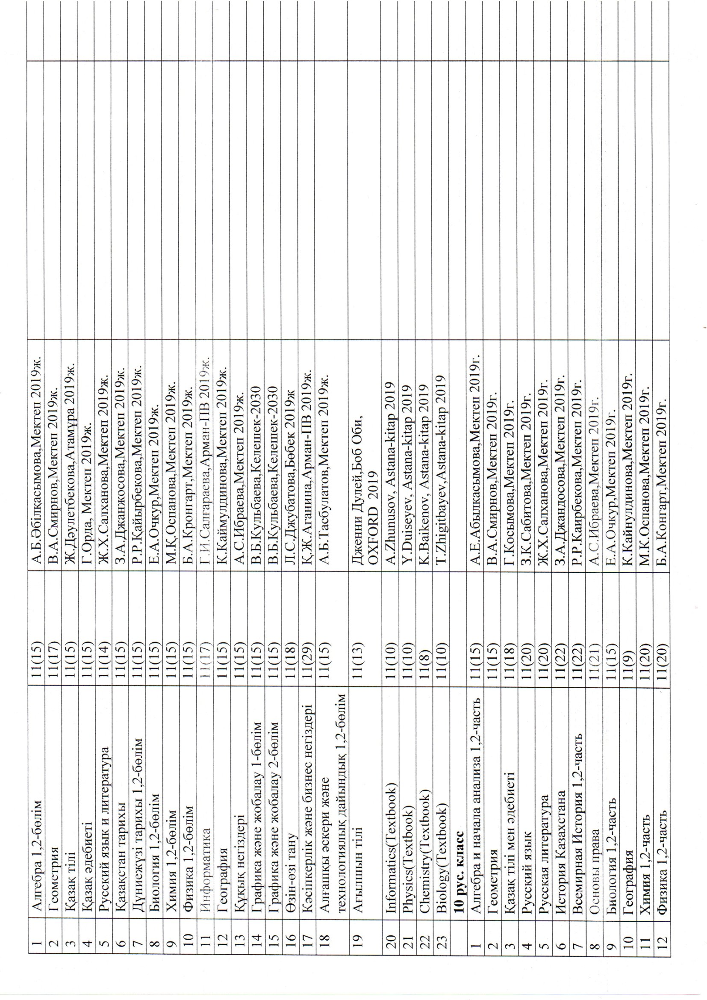 1 Алгебра 1,2-бөлім 11(15) А.Б.Әбілкасымова,Мектеп 2019ж.
2 Геометрия 11(17) В.А.Смирнов,Мектеп 2019ж.
3 Қазақ тілі 11(15) Ж.Дәулетбекова,Атамұра 2019ж.
4 Қазақ әдебиеті 11(15) Г.Орда, Мектеп 2019ж.
5 Русский язык и литература 11(14) Ж.Х.Салханова,Мектеп 2019ж.
6 Қазақстан тарихы 11(15) З.А.Джанжосова,Мектеп 2019ж.
7 Дүниежүзі тарихы 1,2-бөлім 11(15) Р.Р.Қайырбекова,Мектеп 2019ж.
8 Биология 1,2-бөлім 11(15) Е.А.Очкур,Мектеп 2019ж.
9 Химия 1,2-бөлім 11(15) М.Қ.Оспанова,Мектеп 2019ж.
10 Физика 1,2-бөлім 11(15) Б.А.Кронгарт,Мектеп 2019ж.
11 Информатика 11(17) Г.И.Салғараева,Арман-ПВ 2019ж.
12 География 11(15) К.Каймулдинова,Мектеп 2019ж.
13 Құқық негіздері 11(15) А.С.Ибраева,Мектеп 2019ж.
14 Графика және жобалау 1-бөлім 11(15) В.Б.Кульбаева,Келешек-2030
15 Графика және жобалау 2-бөлім 11(15) В.Б.Кульбаева,Келешек-2030
16 Өзін-өзі тану 11(18) Л.С.Джубатова,Бөбек 2019ж
17 Кәсіпкерлік және бизнес негіздері 11(29) Қ.Ж.Аганина,Арман-ПВ 2019ж.
18 Алғашқы әскери және 11(15) А.Б.Тасбулатов,Мектеп 2019ж.
технологиялық дайындық 1,2-бөлім
19 Ағылшын тілі 11(13) Дженни Дулей,Боб Оби,
OXFORD 2019
20 Informatics(Textbook) 11(10) A.Zhunusov, Astana-kitap 2019
21 Physics(Textbook) 11(10) Y.Duiseyev, Astana-kitap 2019
22 Chemistry(Textbook) 11(8) K.Baikenov, Astana-kitap 2019
23 Biology(Textbook) 11(10) T.Zhigitbayev,Astana-kitap 2019
10 рус. класс
1 Алгебра и начала анализа 1,2-часть 11(15) А.Е.Абылкасымова,Мектеп 2019г.
2 Геометрия 11(15) В.А.Смирнов,Мектеп 2019г.
3 Қазақ тілі мен әдебиеті 11(18) Г.Косымова,Мектеп 2019г.
4 Русский язык 11(20) З.К.Сабитова,Мектеп 2019г.
5 Русская литература 11(20) Ж.Х.Салханова,Мектеп 2019г.
6 История Казахстана 11(22) З.А.Джандосова,Мектеп 2019г.
7 Всемирная История 1,2-часть 11(22) Р.Р.Каирбекова,Мектеп 2019г.
8 Основы права 11(21) А.С.Ибраева,Мектеп 2019г.
9 Биология 1,2-часть 11(15) Е.А.Очкур,Мектеп 2019г.
10 География 11(9) К.Кайнулдинова,Мектеп 2019г.
11 Химия 1,2-часть 11(20) М.К.Оспанова,Мектеп 2019г.
12 Физика 1,2-часть 11(20) Б.А.Конгарт,Мектеп 2019г.